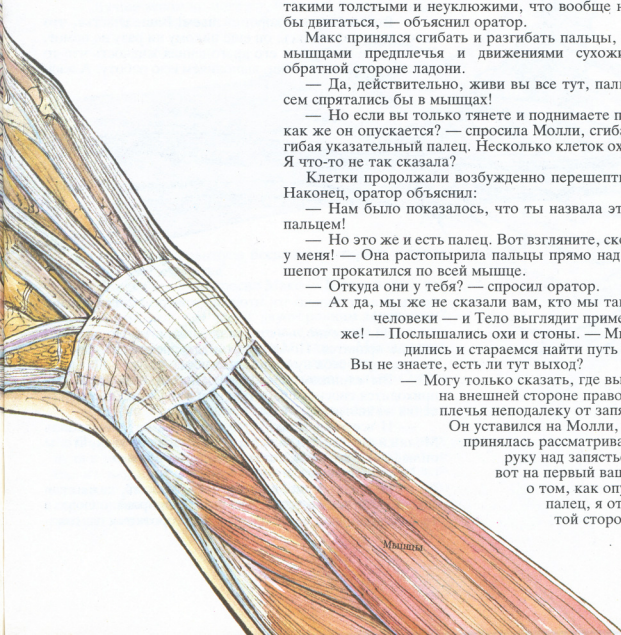 такими толстыми и неуклюжими, что вообще
бы двигаться, — объяснил оратор.
Макс принялся сгибать и разгибать пальцы,
мышцами предплечья и движениями сухожи
обратной стороне ладони.
— Да, действительно, живи вы все тут, паль
сем спрятались бы в мышцах!
— Но если вы только тянете и поднимаете п
как же он опускается? — спросила Молли, сгиба
гибая указательный палец. Несколько клеток ох
Я что-то не так сказала?
Клетки продолжали возбужденно перешепты
Наконец, оратор объяснил:
— Нам было показалось, что ты назвала эт
пальцем!
— Но это же и есть палец. Вот взгляните, ско
у меня! — Она растопырила пальцы прямо над
шепот прокатился по всей мышце.
— Откуда они у тебя? — спросил оратор.
— Ах да, мы же не сказали вам, кто мы та
человеки — и Тело выглядит приме
же! — Послышались охи и стоны. — М
дились и стараемся найти путь
Вы не знаете, есть ли тут выход?
— Могу только сказать, где вы
на внешней стороне право
плечья неподалеку от запя
Он уставился на Молли,
принялась рассматрива
руку над запясть
вот на первый ваш
о том, как опу
палец, я от
той сторо
Мышцы